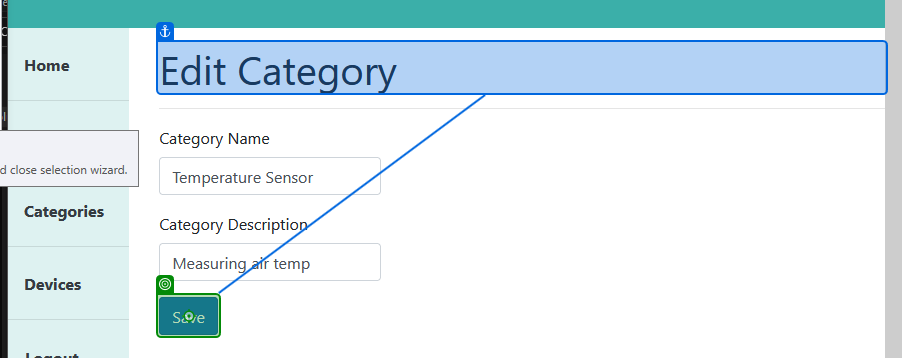 Home
Edit Category
Category Name
d close selection wizard.
Temperature Sensor
Categories
Category Description
Measuring air temp
Devices
Save
Logout